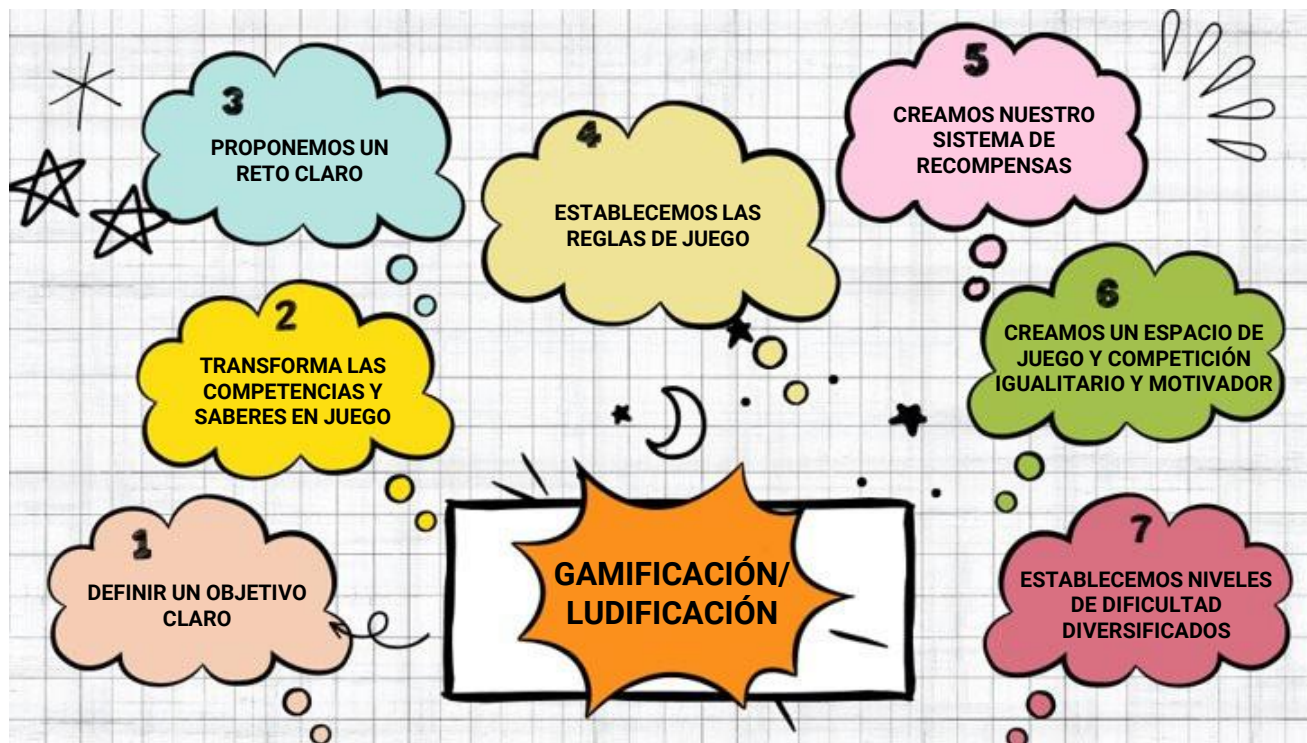 1
DEFINIR UN OBJETIVO
CLARO
2
TRANSFORMA LAS
COMPETENCIAS Y
SABERES EN JUEGO
3
PROPONEMOS UN
RETO CLARO
4
ESTABLECEMOS LAS
REGLAS DE JUEGO
5
CREAMOS NUESTRO
SISTEMA DE
RECOMPENSAS
6
CREAMOS UN ESPACIO DE
JUEGO Y COMPETICIÓN
IGUALITARIO Y MOTIVADOR
7
ESTABLECEMOS NIVELES
DE DIFICULTAD
DIVERSIFICADOS
GAMIFICACIÓN/
LUDIFICACIÓN